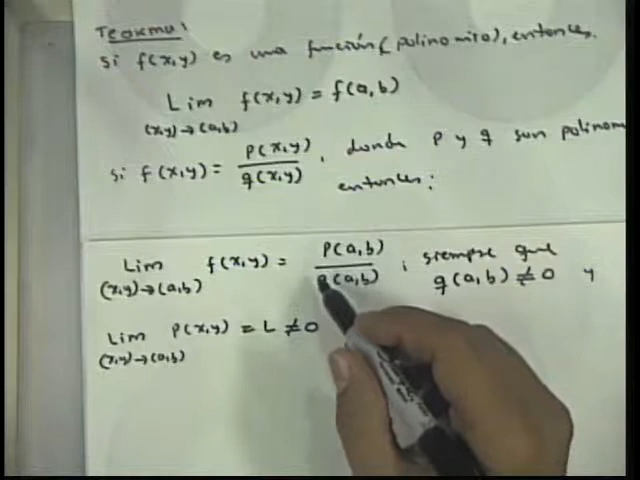 Teorema:
si f(x,y) es una función (polinomio), entonces.
Lim f(x,y) = f(a,b)
(x,y)→(a,b)
si f(x,y) = p(x,y)/q(x,y), donde p y q son polinom
entonces:
Lim f(x,y) = p(a,b)/q(a,b) ; siempre que
(x,y)→(a,b) q(a,b) ≠ 0 y
Lim p(x,y) = L ≠ 0
(x,y)→(a,b)